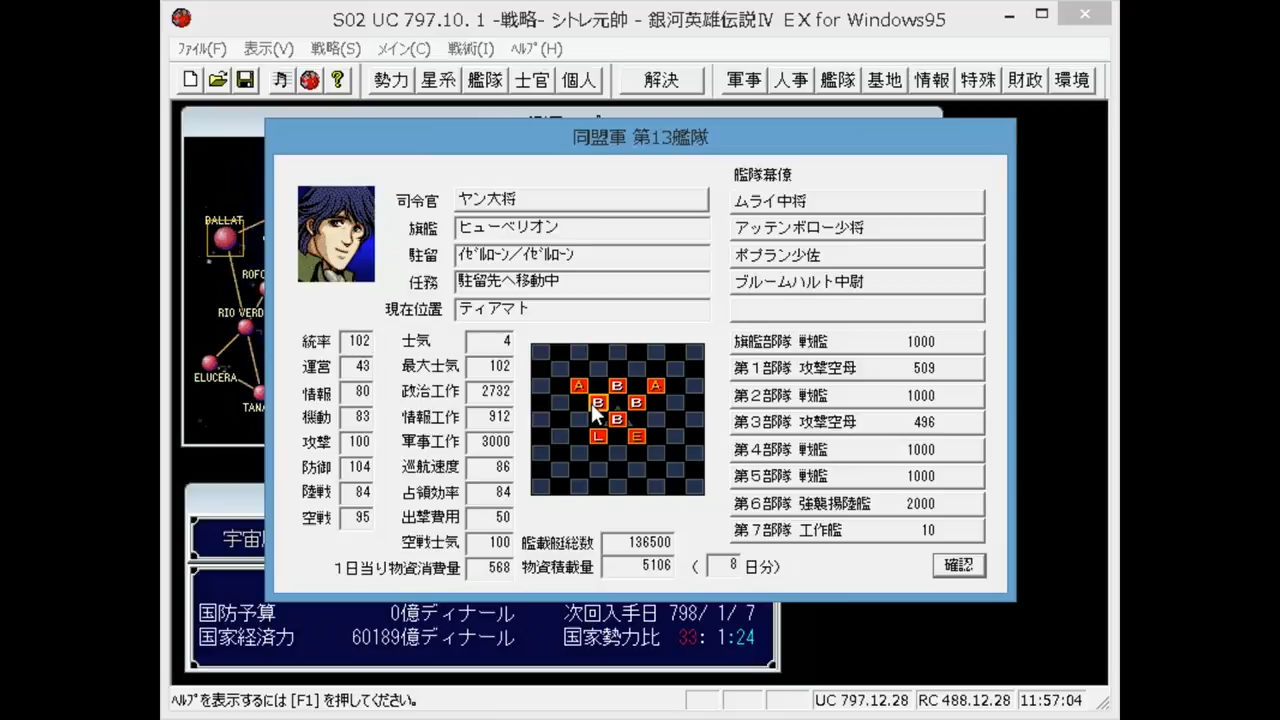 S02 UC 797.10. 1 -戦略- シトレ元帥 - 銀河英雄伝説Ⅳ EX for Windows95
ﾌｧｲﾙ(F) 表示(V) 戦略(S) ﾒｲﾝ(C) 戦術(I) ﾍﾙﾌﾟ(H)
勢力 星系 艦隊 士官 個人 解決 軍事 人事 艦隊 基地 情報 特殊 財政 環境
同盟軍 第13艦隊
司令官 ヤン大将
旗艦 ヒューベリオン
駐留 ｲｾﾞﾙﾛｰﾝ／ｲｾﾞﾙﾛｰﾝ
任務 駐留先へ移動中
現在位置 ティアマト
艦隊幕僚
ムライ中将
アッテンボロー少将
ポプラン少佐
ブルームハルト中尉
統率 102
運営 43
情報 80
機動 83
攻撃 100
防御 104
陸戦 84
空戦 95
士気 4
最大士気 102
政治工作 2732
情報工作 912
軍事工作 3000
巡航速度 86
占領効率 84
出撃費用 50
空戦士気 100
1日当り物資消費量 568
A B A
B B
B
L E
艦載艇総数 136500
物資積載量 5106 ( 8 日分)
旗艦部隊 戦艦 1000
第1部隊 攻撃空母 509
第2部隊 戦艦 1000
第3部隊 攻撃空母 496
第4部隊 戦艦 1000
第5部隊 戦艦 1000
第6部隊 強襲揚陸艦 2000
第7部隊 工作艦 10
確認
BALLAT
ROFO
RIO VERD
ELUCERA
TANA
宇宙
国防予算 0億ディナール 次回入手日 798/ 1/ 7
国家経済力 60189億ディナール 国家勢力比 33: 1:24
ﾍﾙﾌﾟを表示するには [F1] を押してください。
UC 797.12.28 RC 488.12.28 11:57:04